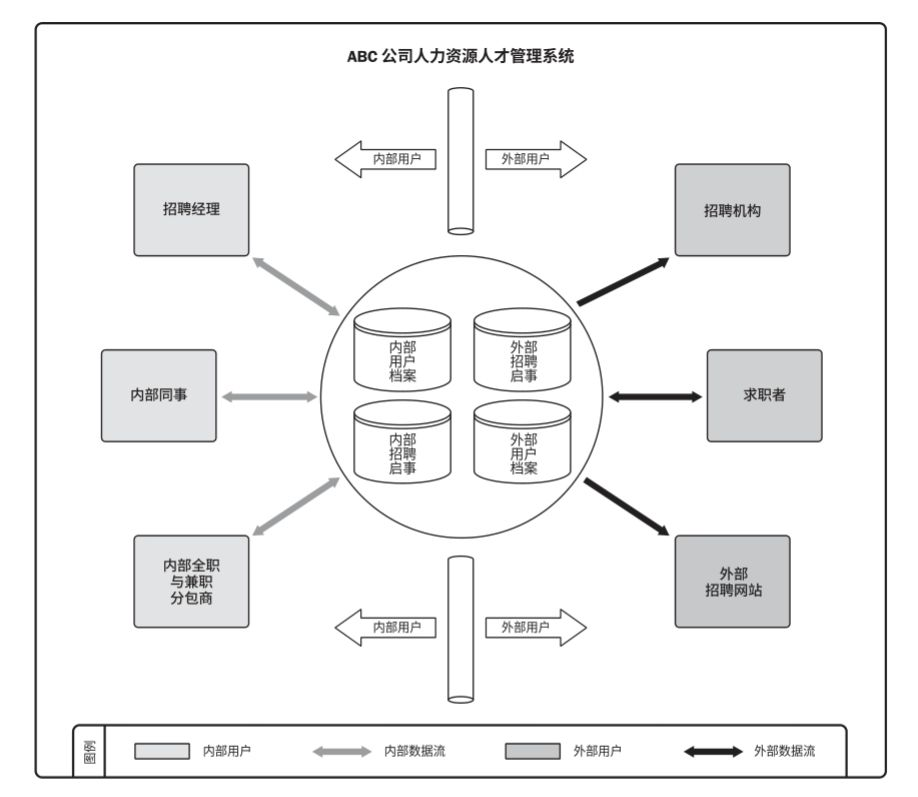 ABC 公司人力资源人才管理系统
内部用户
外部用户
招聘经理
招聘机构
内部
用户
档案
外部
招聘
启事
内部同事
求职者
内部
招聘
启事
外部
用户
档案
内部全职
与兼职
分包商
外部
招聘网站
内部用户
外部用户
图例
内部用户
内部数据流
外部用户
外部数据流